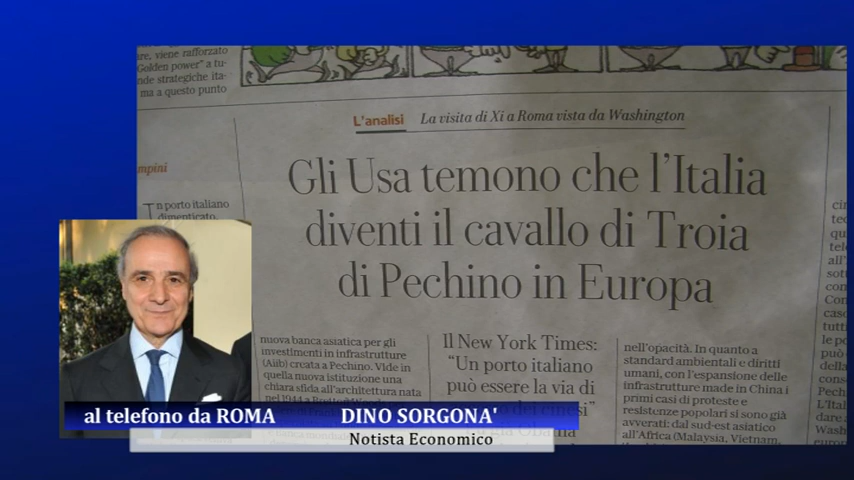 re, viene rafforzato
Golden power" a tu-
nde strategiche ita-
ma a questo punto
mpini
In porto italiano
dimenticato,
L'analisi La visita di Xi a Roma vista da Washington
Gli Usa temono che l'Italia
diventi il cavallo di Troia
di Pechino in Europa
nuova banca asiatica per gli
investimenti in infrastrutture
(Aiib) creata a Pechino. Vide in
quella nuova istituzione una
chiara sfida all'architettura nata
nel 1944 a
Il New York Times:
"Un porto italiano
può essere la via di
nell'opacità. In quanto a
standard ambientali e diritti
umani, con l'espansione delle
infrastrutture made in China i
primi casi di proteste e
resistenze popolari si sono già
avverati: dal sud-est asiatico
all'Africa (Malaysia, Vietnam,
al telefono da ROMA DINO SORGONA'
Notista Economico